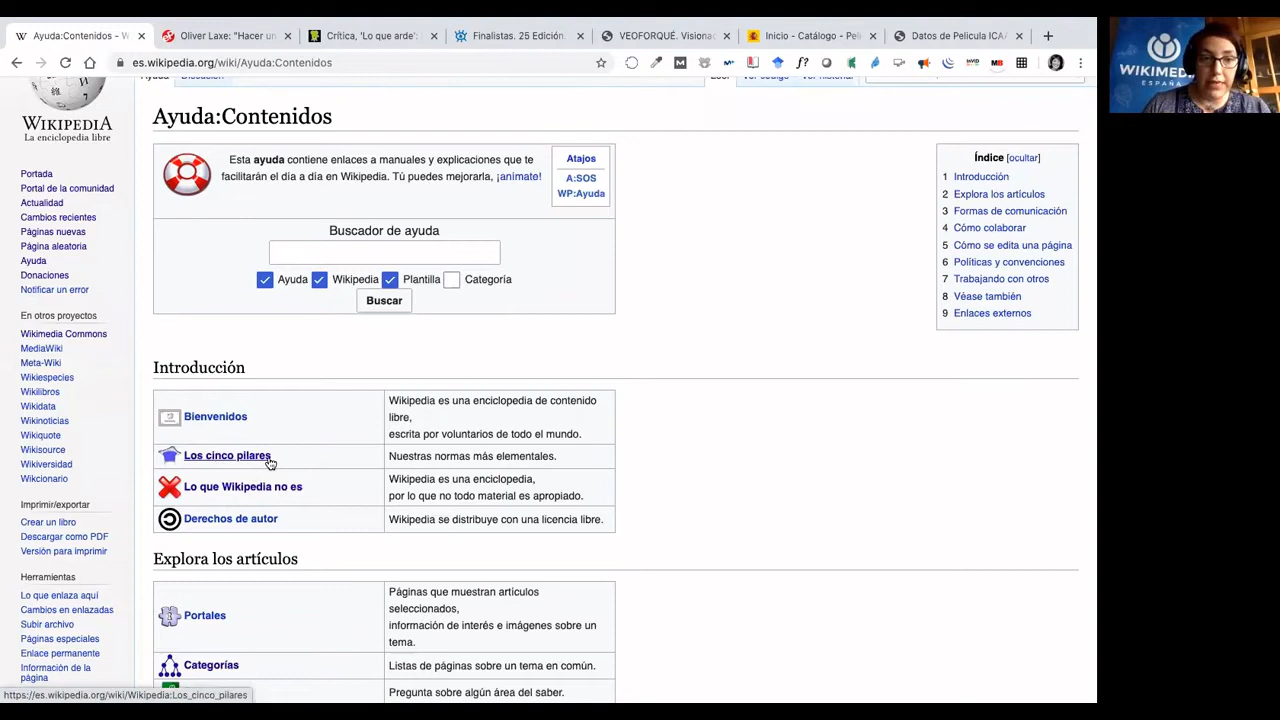 Ayuda:Contenidos - W
Oliver Laxe: "Hacer un
Crítica, 'Lo que arde':
Finalistas. 25 Edición.
VEOFORQUÉ. Visionad
Inicio - Catálogo - Pelí
Datos de Película ICA
es.wikipedia.org/wiki/Ayuda:Contenidos
WIKIPEDIA
La enciclopedia libre
Portada
Portal de la comunidad
Actualidad
Cambios recientes
Páginas nuevas
Página aleatoria
Ayuda
Donaciones
Notificar un error
En otros proyectos
Wikimedia Commons
MediaWiki
Meta-Wiki
Wikiespecies
Wikilibros
Wikidata
Wikinoticias
Wikiquote
Wikisource
Wikiversidad
Wikcionario
Imprimir/exportar
Crear un libro
Descargar como PDF
Versión para imprimir
Herramientas
Lo que enlaza aquí
Cambios en enlazadas
Subir archivo
Páginas especiales
Enlace permanente
Información de la
página
Ayuda:Contenidos
Esta ayuda contiene enlaces a manuales y explicaciones que te
facilitarán el día a día en Wikipedia. Tú puedes mejorarla, ¡anímate!
Atajos
A:SOS
WP:Ayuda
Buscador de ayuda
Ayuda Wikipedia Plantilla Categoría
Buscar
Índice [ocultar]
1 Introducción
2 Explora los artículos
3 Formas de comunicación
4 Cómo colaborar
5 Cómo se edita una página
6 Políticas y convenciones
7 Trabajando con otros
8 Véase también
9 Enlaces externos
Introducción
Bienvenidos
Wikipedia es una enciclopedia de contenido
libre,
escrita por voluntarios de todo el mundo.
Los cinco pilares
Nuestras normas más elementales.
Lo que Wikipedia no es
Wikipedia es una enciclopedia,
por lo que no todo material es apropiado.
Derechos de autor
Wikipedia se distribuye con una licencia libre.
Explora los artículos
Portales
Páginas que muestran artículos
seleccionados,
información de interés e imágenes sobre un
tema.
Categorías
Listas de páginas sobre un tema en común.
Pregunta sobre algún área del saber.
https://es.wikipedia.org/wiki/Wikipedia:Los_cinco_pilares
WIKIMEDIA
ESPAÑA